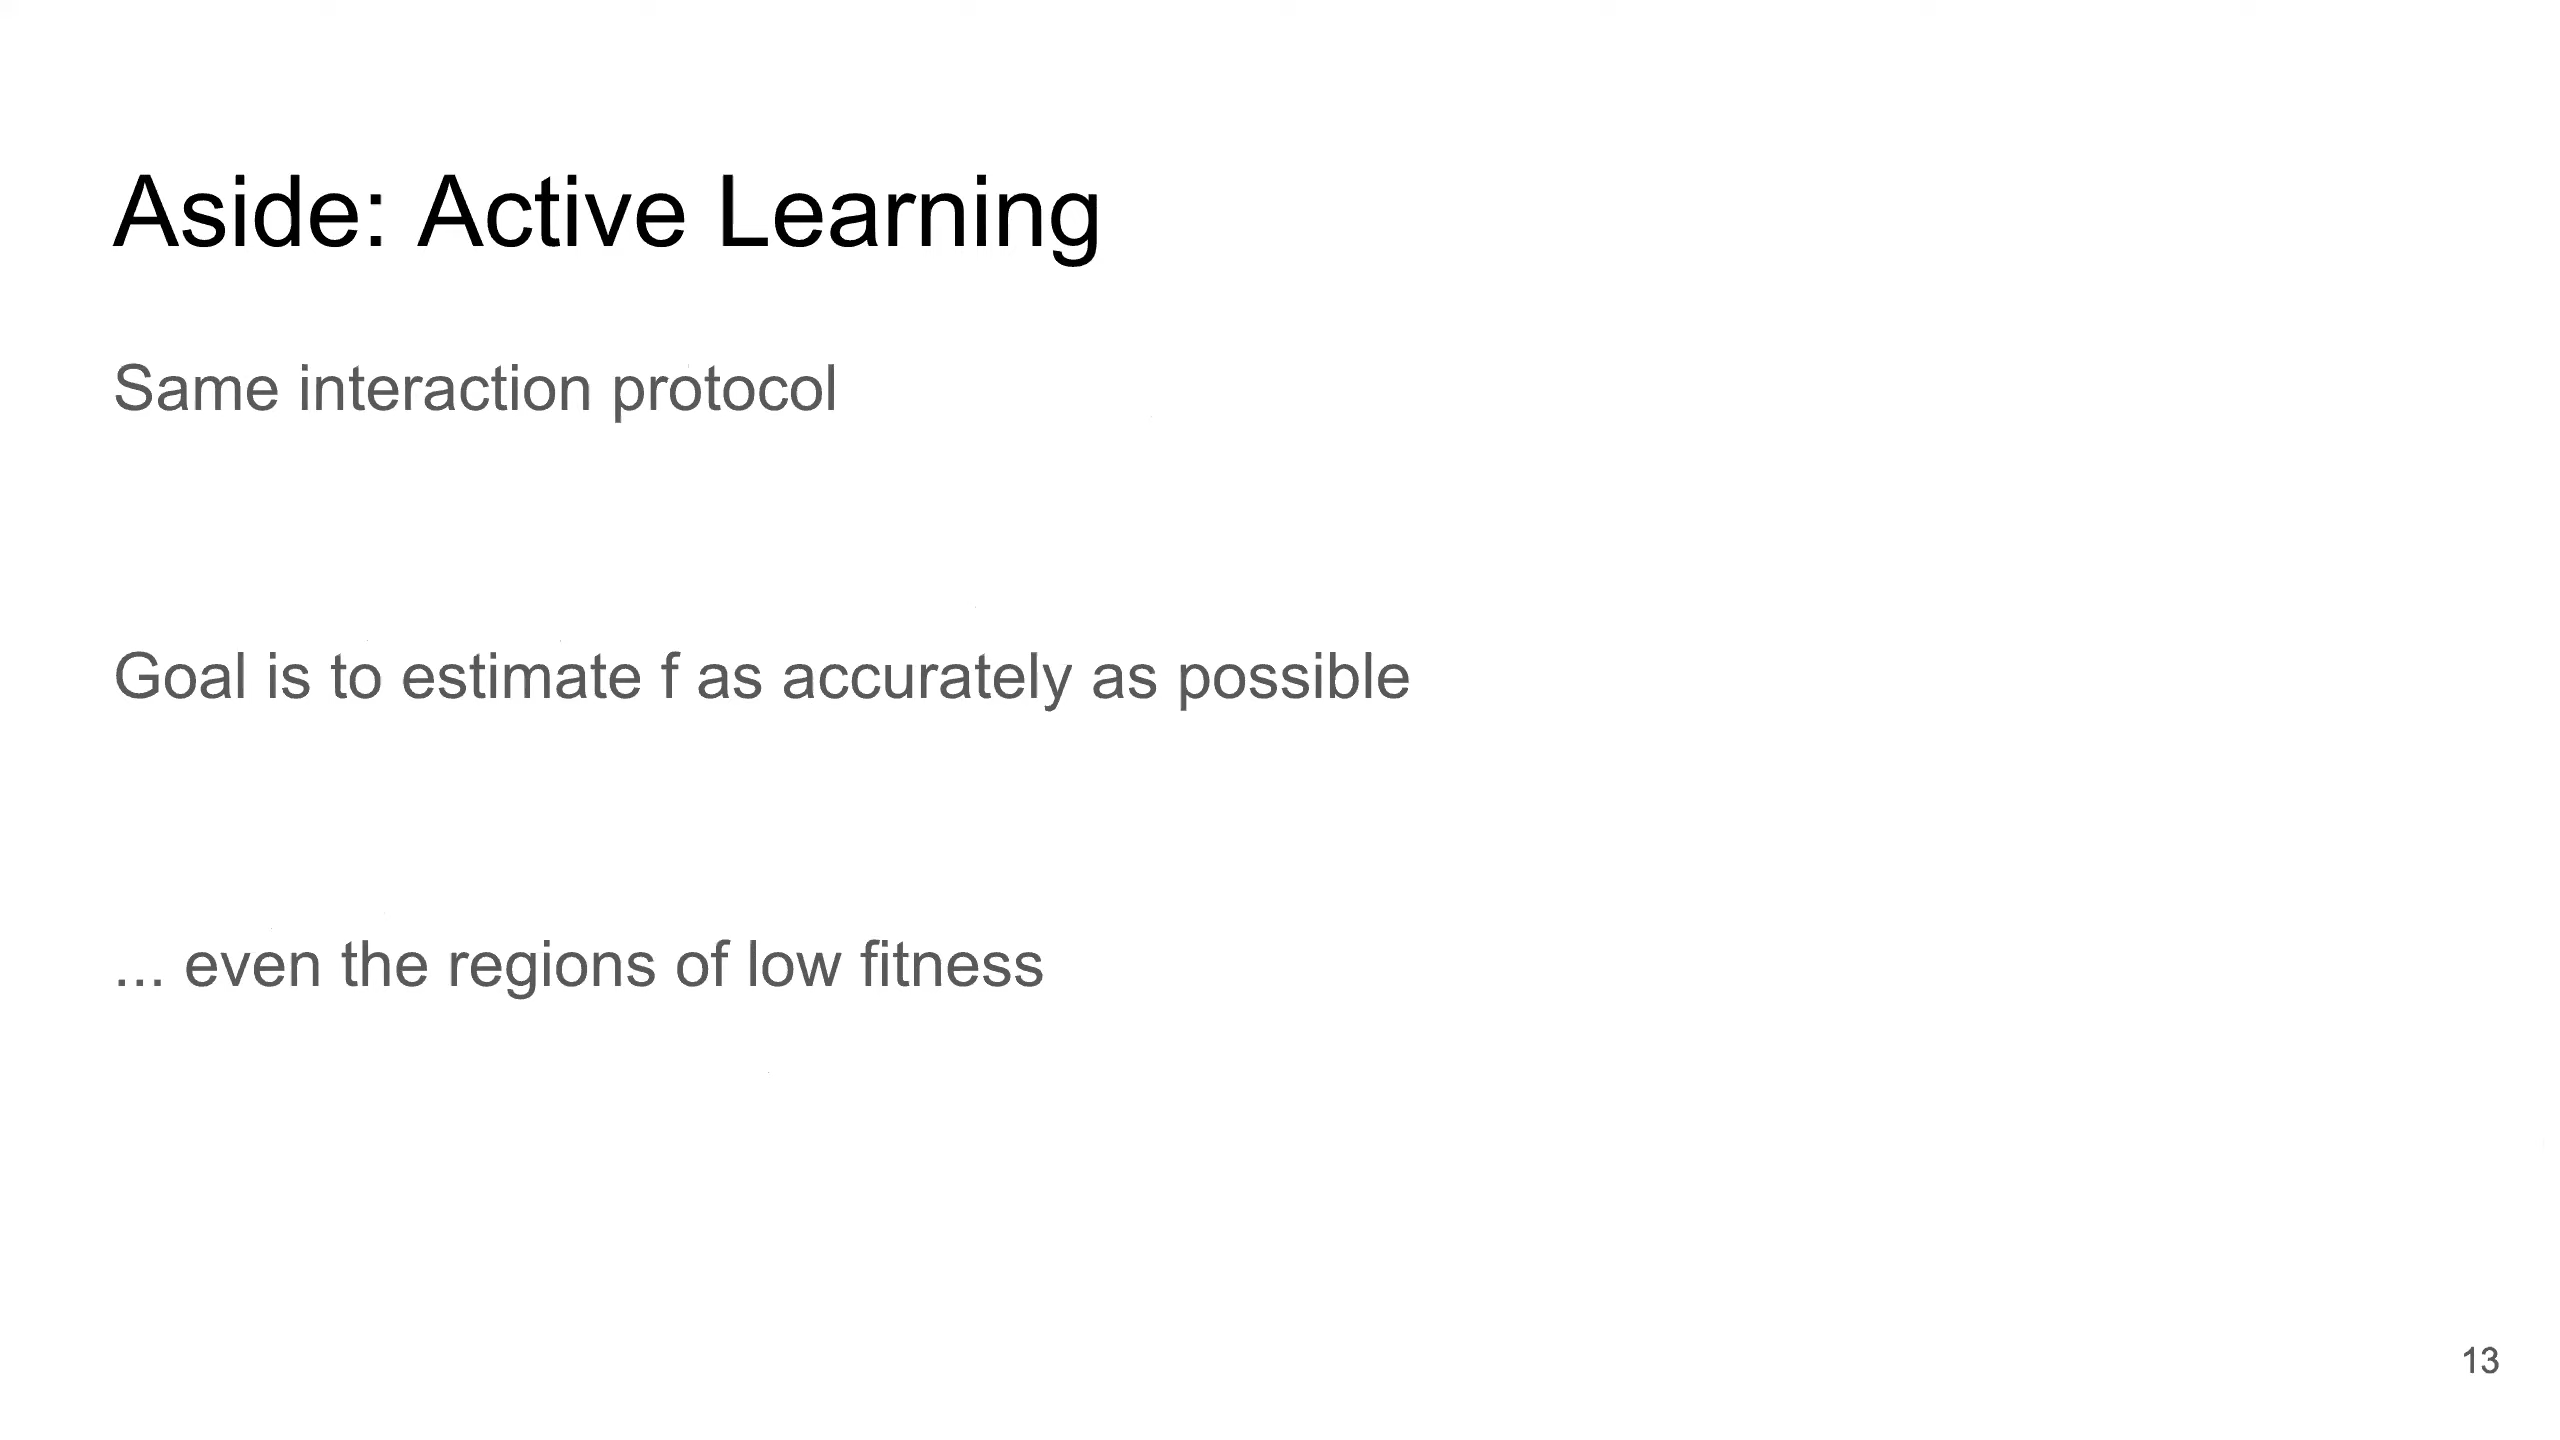 Aside: Active Learning
Same interaction protocol
Goal is to estimate f as accurately as possible
... even the regions of low fitness
13